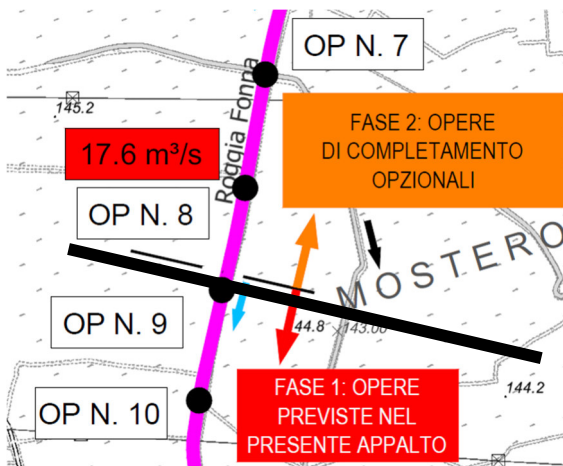 OP N. 7
145.2
Roggia Fonna
17.6 m³/s
FASE 2: OPERE
DI COMPLETAMENTO
OPZIONALI
OP N. 8
MOSTERO
OP N. 9
44.8
143.00
144.2
OP N. 10
FASE 1: OPERE
PREVISTE NEL
PRESENTE APPALTO